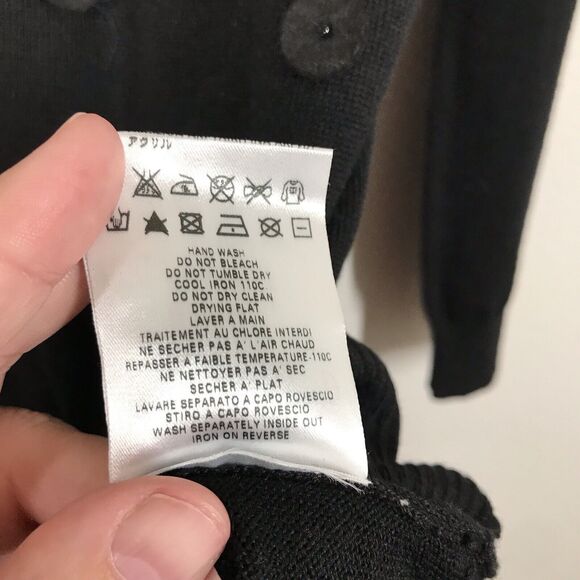 アクリル
HAND WASH
DO NOT BLEACH
DO NOT TUMBLE DRY
COOL IRON 110C
DO NOT DRY CLEAN
DRYING FLAT
LAVER A MAIN
TRAITEMENT AU CHLORE INTERDI
NE SECHER PAS A' L'AIR CHAUD
REPASSER A FAIBLE TEMPERATURE-110C
NE NETTOYER PAS A' SEC
SECHER A' PLAT
LAVARE SEPARATO A CAPO ROVESCIO
STIRO A CAPO ROVESCIO
WASH SEPARATELY INSIDE OUT
IRON ON REVERSE